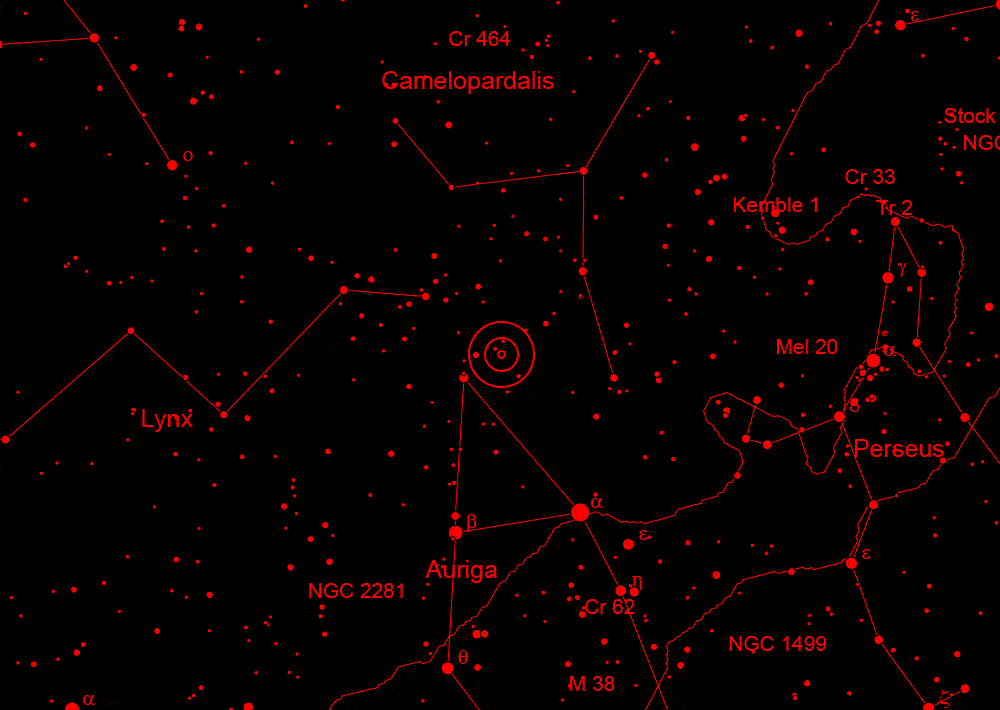 ε
Cr 464
Camelopardalis
Stock
NGC
ο
Cr 33
Kemble 1
Tr 2
γ
Mel 20
α
δ
Lynx
Perseus
α
β
ε
ε
Auriga
η
NGC 2281
Cr 62
NGC 1499
θ
M 38
ζ
α